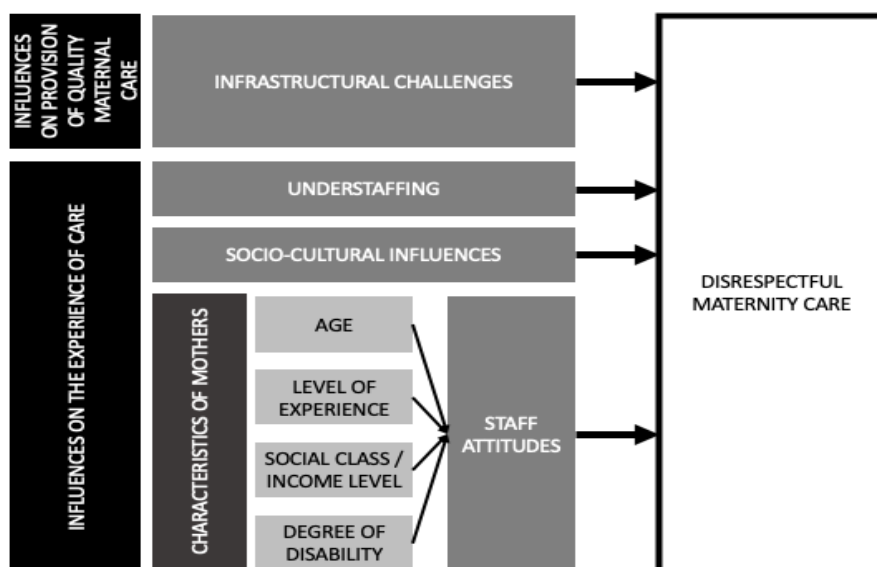 INFLUENCES
ON PROVISION
OF QUALITY
MATERNAL
CARE
INFRASTRUCTURAL CHALLENGES
INFLUENCES ON THE EXPERIENCE OF CARE
UNDERSTAFFING
SOCIO-CULTURAL INFLUENCES
CHARACTERISTICS OF MOTHERS
AGE
LEVEL OF
EXPERIENCE
SOCIAL CLASS /
INCOME LEVEL
DEGREE OF
DISABILITY
STAFF
ATTITUDES
DISRESPECTFUL
MATERNITY CARE